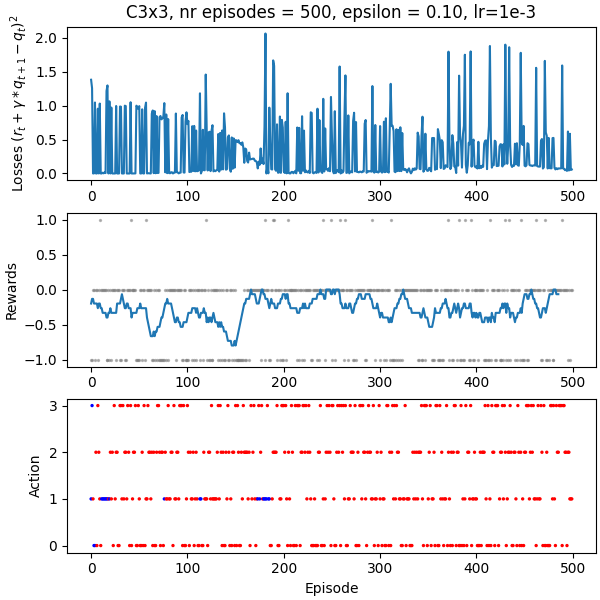 C3x3, nr episodes = 500, epsilon = 0.10, lr=1e-3
Losses $(r_t + \gamma * q_{t+1} - q_t)^2$
2.0
1.5
1.0
0.5
0.0
0 100 200 300 400 500
Rewards
1.0
0.5
0.0
−0.5
−1.0
0 100 200 300 400 500
Action
3
2
1
0
0 100 200 300 400 500
Episode